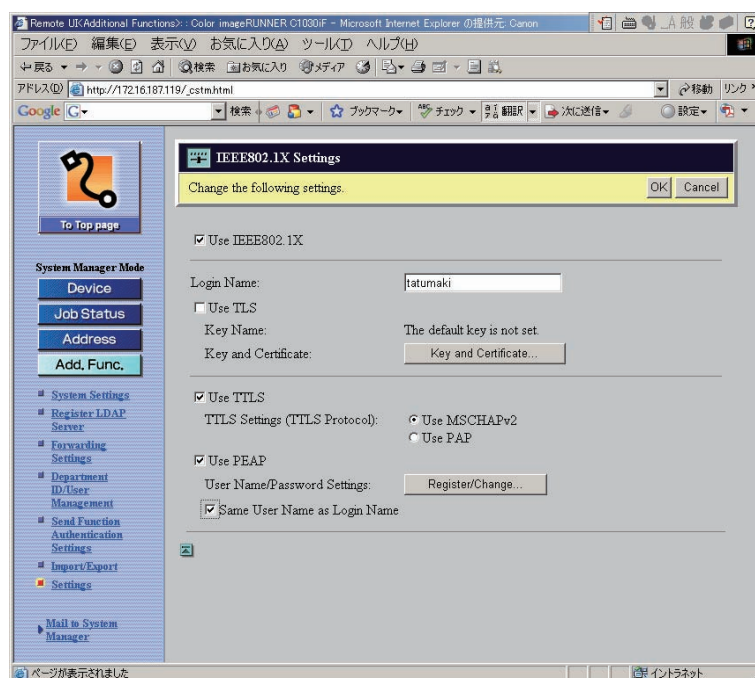 Remote UI<Additional Functions>: : Color imageRUNNER C1030iF - Microsoft Internet Explorer の提供元: Canon
_A 般
ファイル(F) 編集(E) 表示(V) お気に入り(A) ツール(T) ヘルプ(H)
戻る 検索 お気に入り メディア
アドレス(D) http://172.16.187.119/_cstm.html 移動 リンク »
Google G 検索 ブックマーク ABC チェック 翻訳 次に送信 設定
To Top page
IEEE802.1X Settings
Change the following settings. OK Cancel
Use IEEE802.1X
System Manager Mode
Device
Job Status
Address
Add. Func.
System Settings
Register LDAP
Server
Forwarding
Settings
Department
ID/User
Management
Send Function
Authentication
Settings
Import/Export
Settings
Mail to System
Manager
Login Name: tatumaki
Use TLS
Key Name: The default key is not set.
Key and Certificate: Key and Certificate...
Use TTLS
TTLS Settings (TTLS Protocol): Use MSCHAPv2
Use PAP
Use PEAP
User Name/Password Settings: Register/Change...
Same User Name as Login Name
ページが表示されました イントラネット